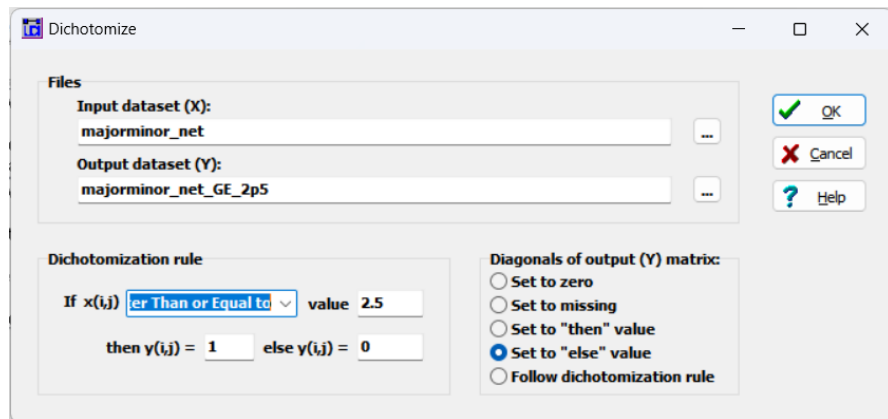 Dichotomize
Files
Input dataset (X):
majorminor_net
...
Output dataset (Y):
majorminor_net_GE_2p5
...
OK
Cancel
Help
Dichotomization rule
If x(i,j) er Than or Equal to value 2.5
then y(i,j) = 1 else y(i,j) = 0
Diagonals of output (Y) matrix:
Set to zero
Set to missing
Set to "then" value
Set to "else" value
Follow dichotomization rule